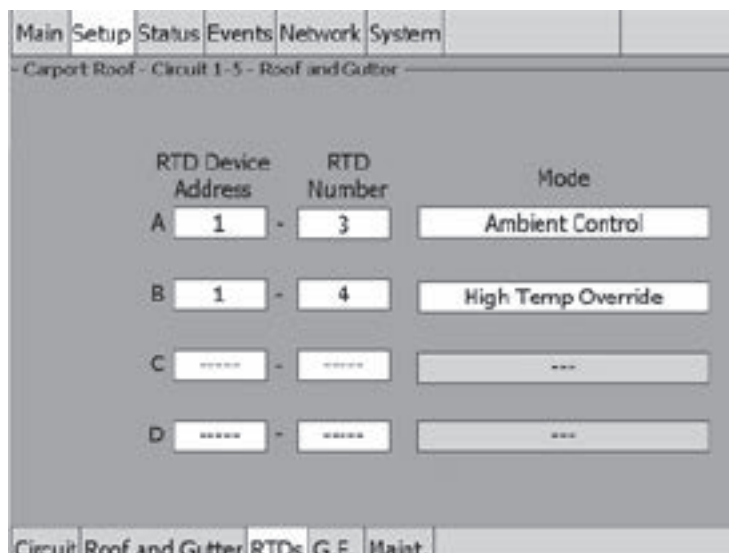 Main Setup Status Events Network System
Carport Roof - Circuit 1-5 - Roof and Gutter
RTD Device Address RTD Number Mode
A 1 - 3 Ambient Control
B 1 - 4 High Temp Override
C ----- - ----- ---
D ----- - ----- ---
Circuit Roof and Gutter RTDs G.F. Maint.